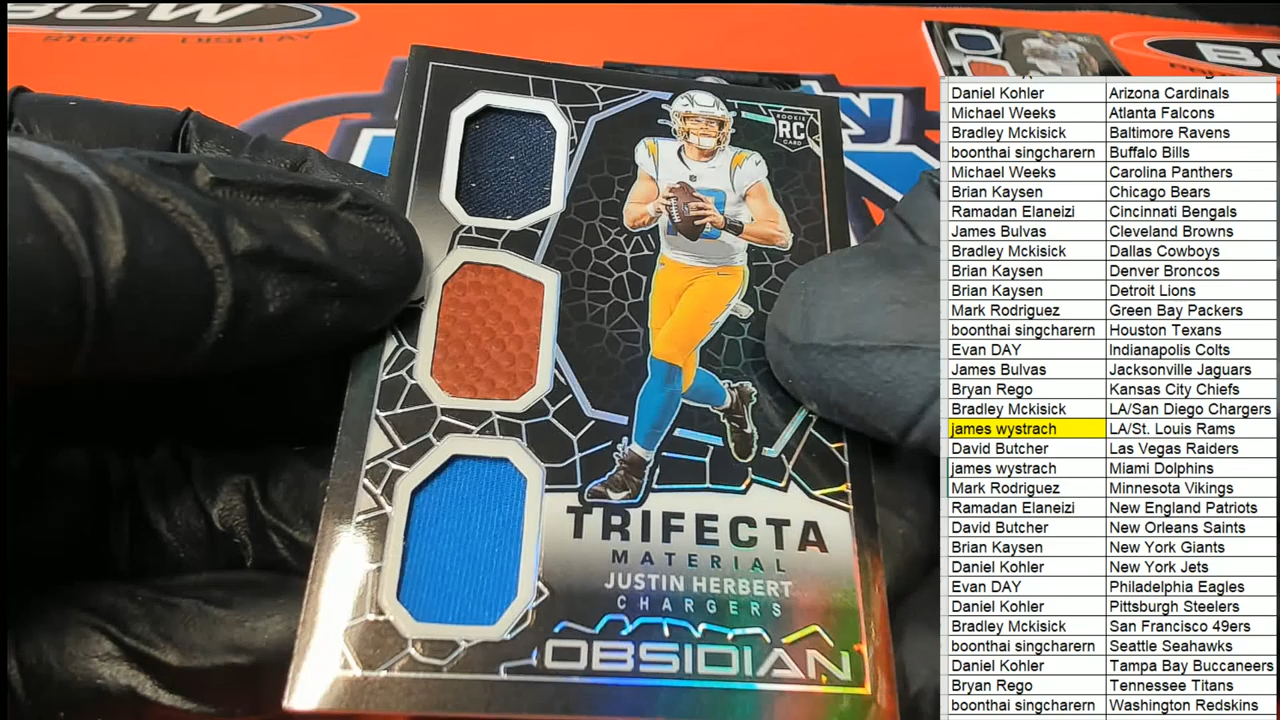 BCW
STORE DISPLAY
ROOKIE
RC
CARD
TRIFECTA
MATERIAL
JUSTIN HERBERT
CHARGERS
OBSIDIAN
Daniel Kohler Arizona Cardinals
Michael Weeks Atlanta Falcons
Bradley Mckisick Baltimore Ravens
boonthai singcharern Buffalo Bills
Michael Weeks Carolina Panthers
Brian Kaysen Chicago Bears
Ramadan Elaneizi Cincinnati Bengals
James Bulvas Cleveland Browns
Bradley Mckisick Dallas Cowboys
Brian Kaysen Denver Broncos
Brian Kaysen Detroit Lions
Mark Rodriguez Green Bay Packers
boonthai singcharern Houston Texans
Evan DAY Indianapolis Colts
James Bulvas Jacksonville Jaguars
Bryan Rego Kansas City Chiefs
Bradley Mckisick LA/San Diego Chargers
james wystrach LA/St. Louis Rams
David Butcher Las Vegas Raiders
james wystrach Miami Dolphins
Mark Rodriguez Minnesota Vikings
Ramadan Elaneizi New England Patriots
David Butcher New Orleans Saints
Brian Kaysen New York Giants
Daniel Kohler New York Jets
Evan DAY Philadelphia Eagles
Daniel Kohler Pittsburgh Steelers
Bradley Mckisick San Francisco 49ers
boonthai singcharern Seattle Seahawks
Daniel Kohler Tampa Bay Buccaneers
Bryan Rego Tennessee Titans
boonthai singcharern Washington Redskins